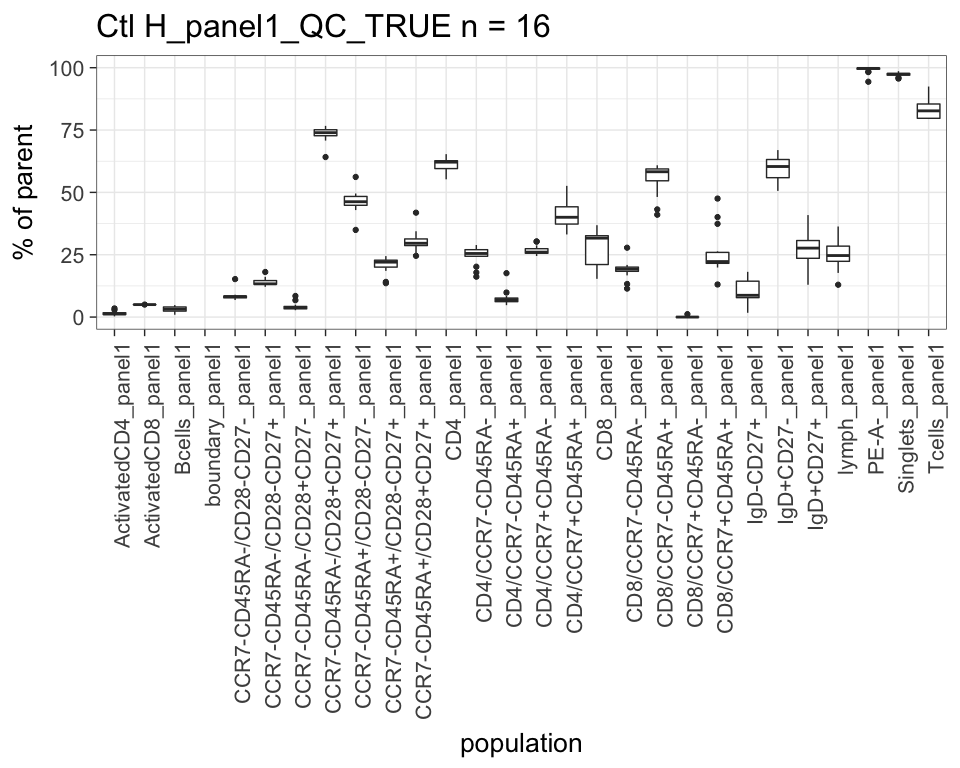 Ctl H_panel1_QC_TRUE n = 16
100
75
50
25
0
% of parent
ActivatedCD4_panel1
ActivatedCD8_panel1
Bcells_panel1
boundary_panel1
CCR7-CD45RA-/CD28-CD27-_panel1
CCR7-CD45RA-/CD28-CD27+_panel1
CCR7-CD45RA-/CD28+CD27-_panel1
CCR7-CD45RA-/CD28+CD27+_panel1
CCR7-CD45RA+/CD28-CD27-_panel1
CCR7-CD45RA+/CD28-CD27+_panel1
CCR7-CD45RA+/CD28+CD27+_panel1
CD4_panel1
CD4/CCR7-CD45RA-_panel1
CD4/CCR7-CD45RA+_panel1
CD4/CCR7+CD45RA-_panel1
CD4/CCR7+CD45RA+_panel1
CD8_panel1
CD8/CCR7-CD45RA-_panel1
CD8/CCR7-CD45RA+_panel1
CD8/CCR7+CD45RA-_panel1
CD8/CCR7+CD45RA+_panel1
IgD-CD27+_panel1
IgD+CD27-_panel1
IgD+CD27+_panel1
lymph_panel1
PE-A-_panel1
Singlets_panel1
Tcells_panel1
population